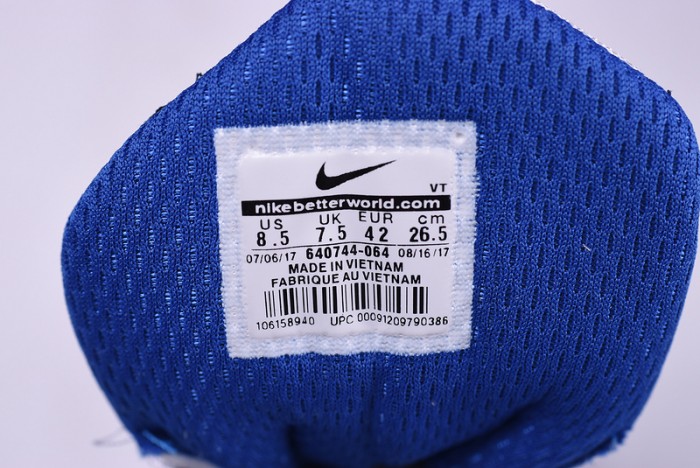 VT
nikebetterworld.com
US UK EUR cm
8.5 7.5 42 26.5
07/06/17 640744-064 08/16/17
MADE IN VIETNAM
FABRIQUE AU VIETNAM
106158940 UPC 00091209790386